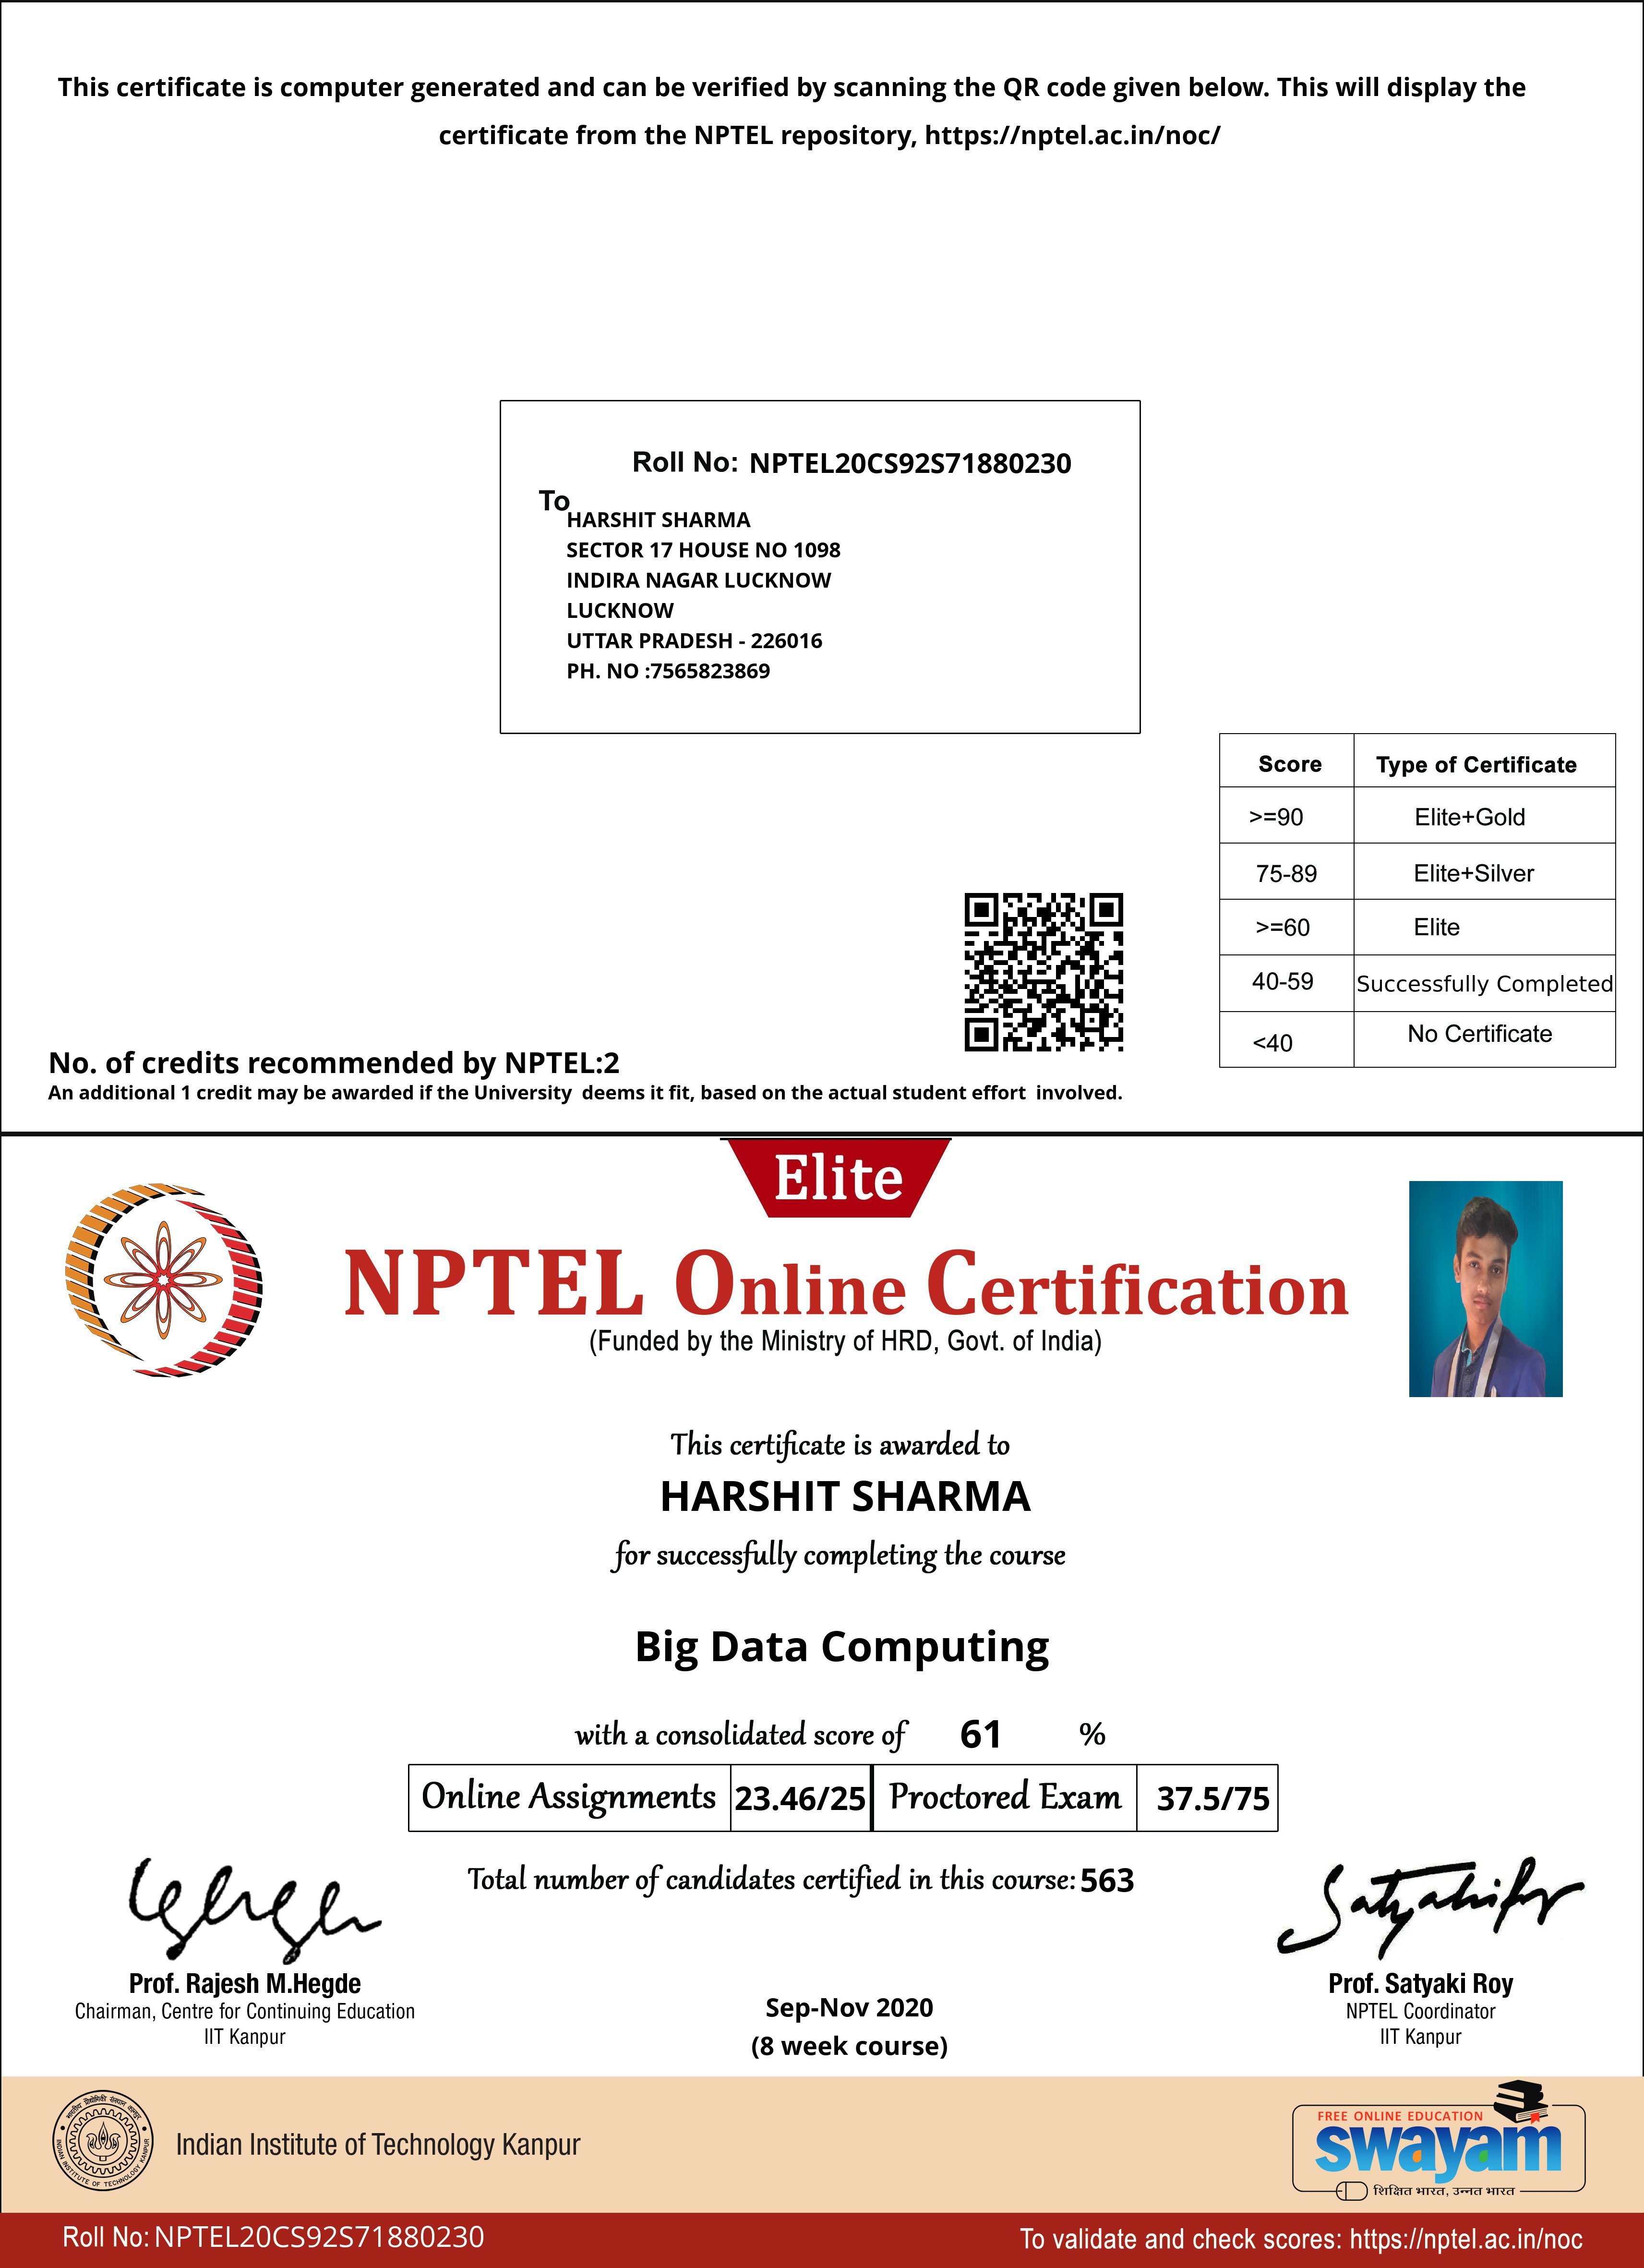 This certificate is computer generated and can be verified by scanning the QR code given below. This will display the
certificate from the NPTEL repository, https://nptel.ac.in/noc/
Roll No: NPTEL20CS92S71880230
To
HARSHIT SHARMA
SECTOR 17 HOUSE NO 1098
INDIRA NAGAR LUCKNOW
LUCKNOW
UTTAR PRADESH - 226016
PH. NO :7565823869
Score Type of Certificate
>=90 Elite+Gold
75-89 Elite+Silver
>=60 Elite
40-59 Successfully Completed
<40 No Certificate
No. of credits recommended by NPTEL:2
An additional 1 credit may be awarded if the University deems it fit, based on the actual student effort involved.
Elite
NPTEL Online Certification
(Funded by the Ministry of HRD, Govt. of India)
This certificate is awarded to
HARSHIT SHARMA
for successfully completing the course
Big Data Computing
with a consolidated score of 61 %
Online Assignments 23.46/25 Proctored Exam 37.5/75
Total number of candidates certified in this course: 563
Prof. Rajesh M.Hegde
Chairman, Centre for Continuing Education
IIT Kanpur
Sep-Nov 2020
(8 week course)
Prof. Satyaki Roy
NPTEL Coordinator
IIT Kanpur
INDIAN INSTITUTE OF TECHNOLOGY KANPUR
Indian Institute of Technology Kanpur
FREE ONLINE EDUCATION
swayam
शिक्षित भारत, उन्नत भारत
Roll No: NPTEL20CS92S71880230
To validate and check scores: https://nptel.ac.in/noc